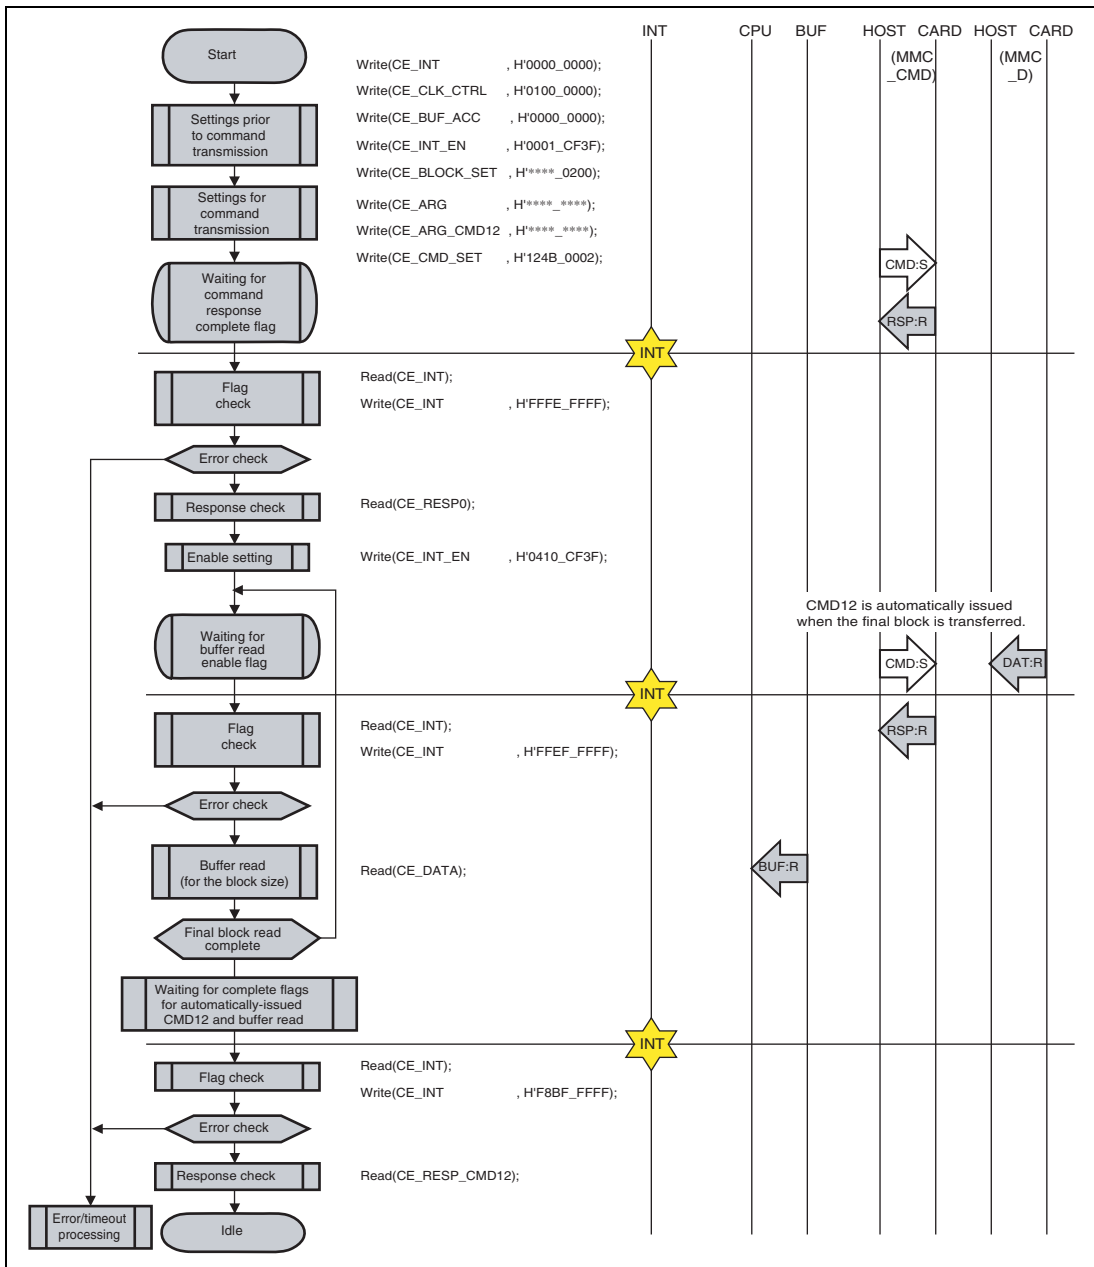 INT CPU BUF HOST CARD HOST CARD
(MMC
_CMD)
(MMC
_D)
Start
Write(CE_INT , H'0000_0000);
Write(CE_CLK_CTRL , H'0100_0000);
Settings prior
to command
transmission
Write(CE_BUF_ACC , H'0000_0000);
Write(CE_INT_EN , H'0001_CF3F);
Write(CE_BLOCK_SET , H'****_0200);
Settings for
command
transmission
Write(CE_ARG , H'****_****);
Write(CE_ARG_CMD12 , H'****_****);
Write(CE_CMD_SET , H'124B_0002);
Waiting for
command
response
complete flag
CMD:S
RSP:R
INT
Flag
check
Read(CE_INT);
Write(CE_INT , H'FFFE_FFFF);
Error check
Response check
Read(CE_RESP0);
Enable setting
Write(CE_INT_EN , H'0410_CF3F);
CMD12 is automatically issued
when the final block is transferred.
Waiting for
buffer read
enable flag
CMD:S
DAT:R
INT
Flag
check
Read(CE_INT);
Write(CE_INT , H'FFEF_FFFF);
RSP:R
Error check
Buffer read
(for the block size)
Read(CE_DATA);
BUF:R
Final block read
complete
Waiting for complete flags
for automatically-issued
CMD12 and buffer read
INT
Flag check
Read(CE_INT);
Write(CE_INT , H'F8BF_FFFF);
Error check
Response check
Read(CE_RESP_CMD12);
Error/timeout
processing
Idle